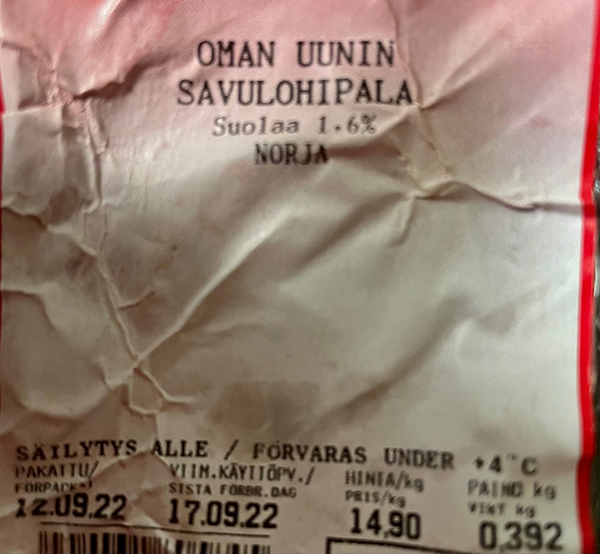 OMAN UUNIN
SAVULOHIPALA
Suolaa 1.6%
NORJA
SÄILYTYS ALLE / FÖRVARAS UNDER +4°C
PAKATTU/ VIIM.KÄYTTÖPV./ HINTA/kg PAINO kg
SISTA FÖRBR.DAG PRIS/kg VIKT kg
12.09.22 17.09.22 14,90 0,392